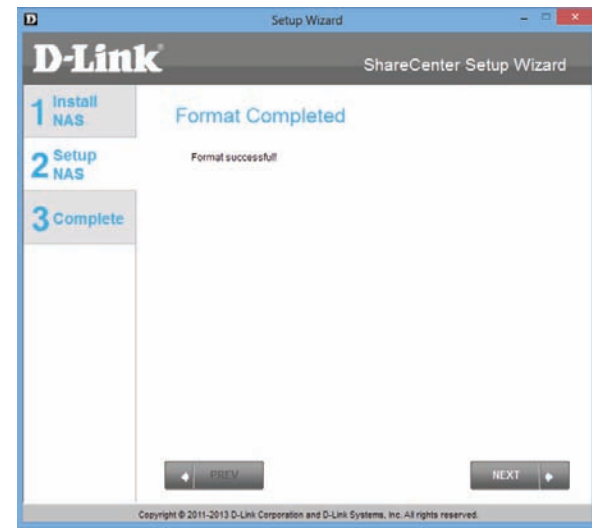 D
Setup Wizard
D-Link
ShareCenter Setup Wizard
1 Install
NAS
2 Setup
NAS
3 Complete
Format Completed
Format successful!
PREV
NEXT
Copyright © 2011-2013 D-Link Corporation and D-Link Systems, Inc. All rights reserved.